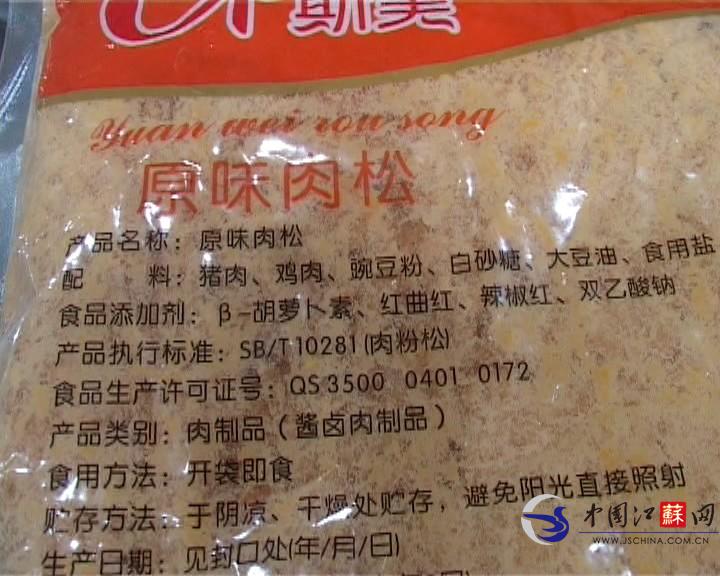 斯美
Yuan wei rou song
原味肉松
产品名称：原味肉松
配　　料：猪肉、鸡肉、豌豆粉、白砂糖、大豆油、食用盐
食品添加剂：β-胡萝卜素、红曲红、辣椒红、双乙酸钠
产品执行标准：SB/T 10281(肉粉松)
食品生产许可证号：QS 3500 0401 0172
产品类别：肉制品（酱卤肉制品）
食用方法：开袋即食
贮存方法：于阴凉、干燥处贮存，避免阳光直接照射
生产日期：见封口处(年/月/日)
中国江苏网
WWW.JSCHINA.COM.CN